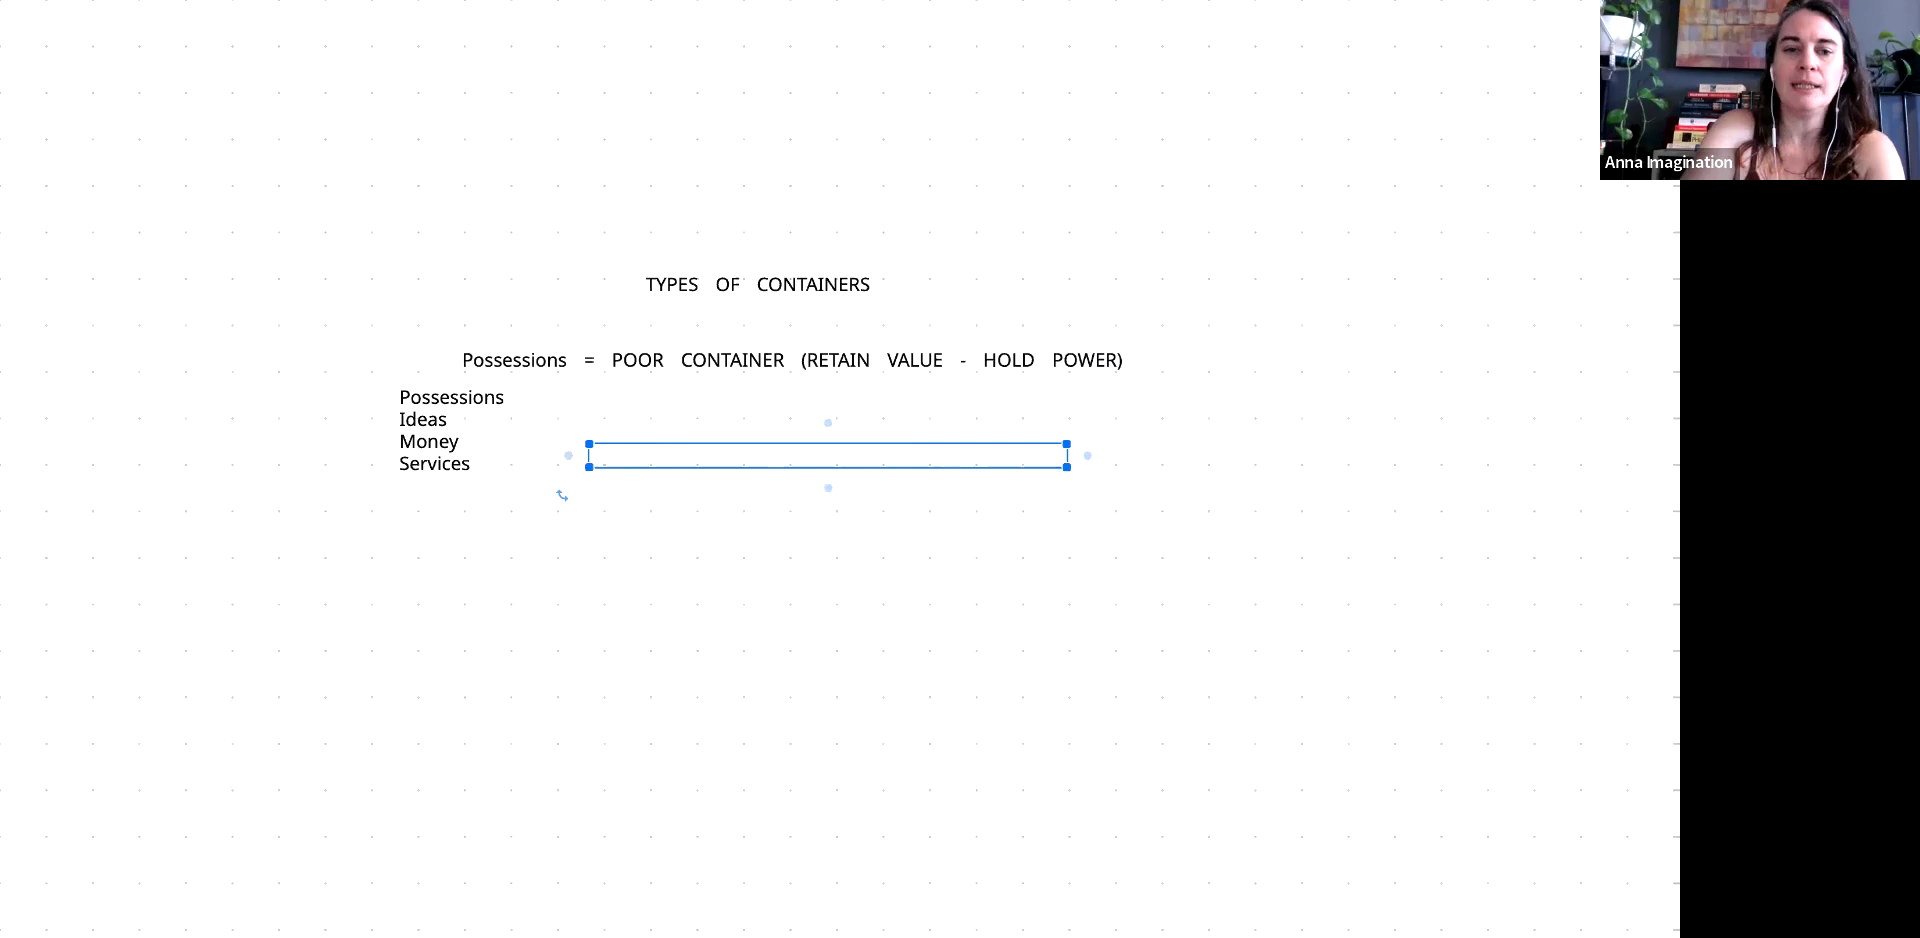 Anna Imagination
TYPES OF CONTAINERS
Possessions = POOR CONTAINER (RETAIN VALUE - HOLD POWER)
Possessions
Ideas
Money
Services